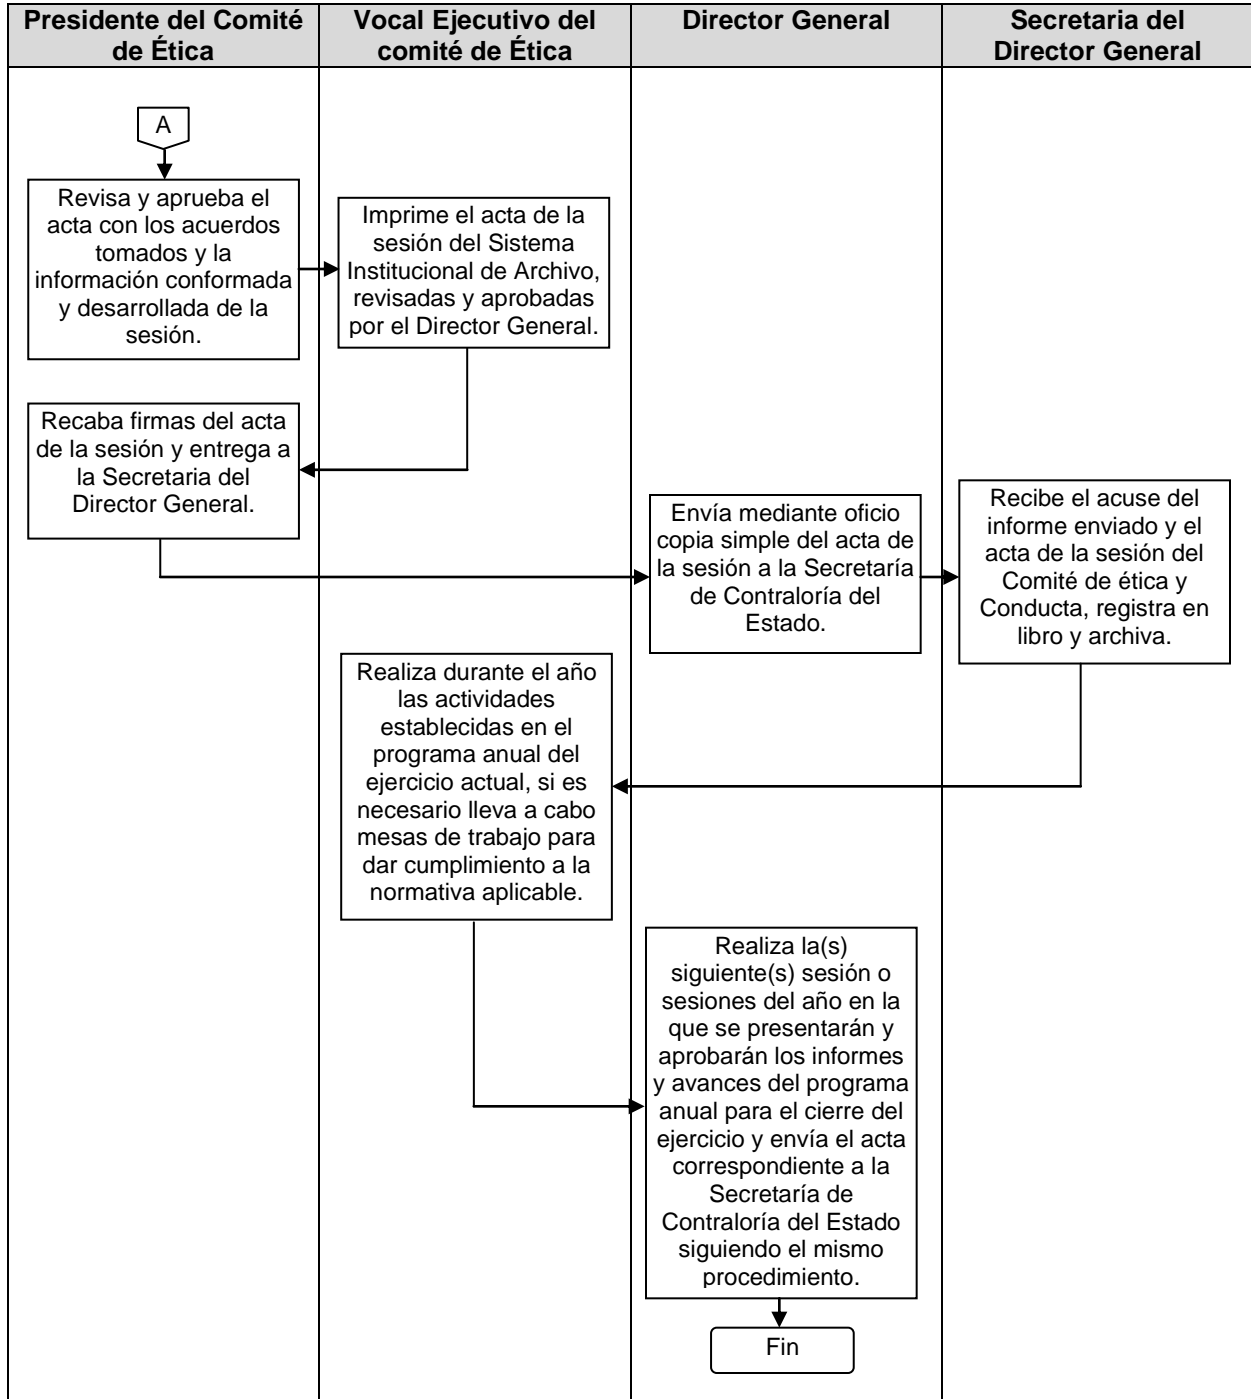 Presidente del Comité
de Ética
Vocal Ejecutivo del
comité de Ética
Director General
Secretaria del
Director General
A
Revisa y aprueba el
acta con los acuerdos
tomados y la
información conformada
y desarrollada de la
sesión.
Imprime el acta de la
sesión del Sistema
Institucional de Archivo,
revisadas y aprobadas
por el Director General.
Recaba firmas del acta
de la sesión y entrega a
la Secretaria del
Director General.
Envía mediante oficio
copia simple del acta de
la sesión a la Secretaría
de Contraloría del
Estado.
Recibe el acuse del
informe enviado y el
acta de la sesión del
Comité de ética y
Conducta, registra en
libro y archiva.
Realiza durante el año
las actividades
establecidas en el
programa anual del
ejercicio actual, si es
necesario lleva a cabo
mesas de trabajo para
dar cumplimiento a la
normativa aplicable.
Realiza la(s)
siguiente(s) sesión o
sesiones del año en la
que se presentarán y
aprobarán los informes
y avances del programa
anual para el cierre del
ejercicio y envía el acta
correspondiente a la
Secretaría de
Contraloría del Estado
siguiendo el mismo
procedimiento.
Fin